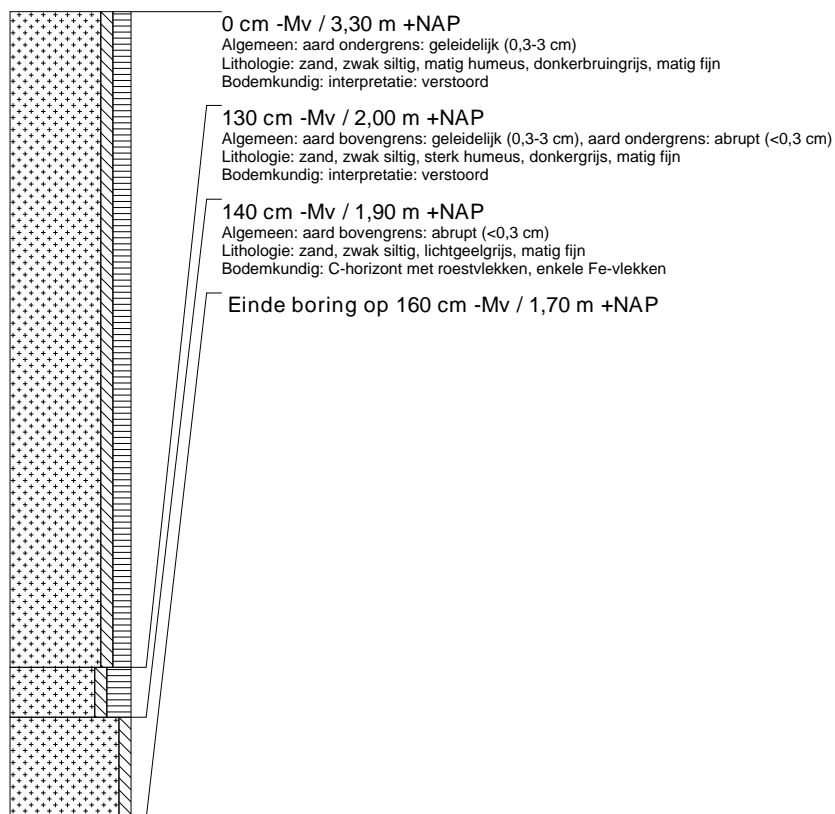 0 cm -Mv / 3,30 m +NAP
Algemeen: aard ondergrens: geleidelijk (0,3-3 cm)
Lithologie: zand, zwak siltig, matig humeus, donkerbruingrijs, matig fijn
Bodemkundig: interpretatie: verstoord
130 cm -Mv / 2,00 m +NAP
Algemeen: aard bovengrens: geleidelijk (0,3-3 cm), aard ondergrens: abrupt (<0,3 cm)
Lithologie: zand, zwak siltig, sterk humeus, donkergrijs, matig fijn
Bodemkundig: interpretatie: verstoord
140 cm -Mv / 1,90 m +NAP
Algemeen: aard bovengrens: abrupt (<0,3 cm)
Lithologie: zand, zwak siltig, lichtgeelgrijs, matig fijn
Bodemkundig: C-horizont met roestvlekken, enkele Fe-vlekken
Einde boring op 160 cm -Mv / 1,70 m +NAP